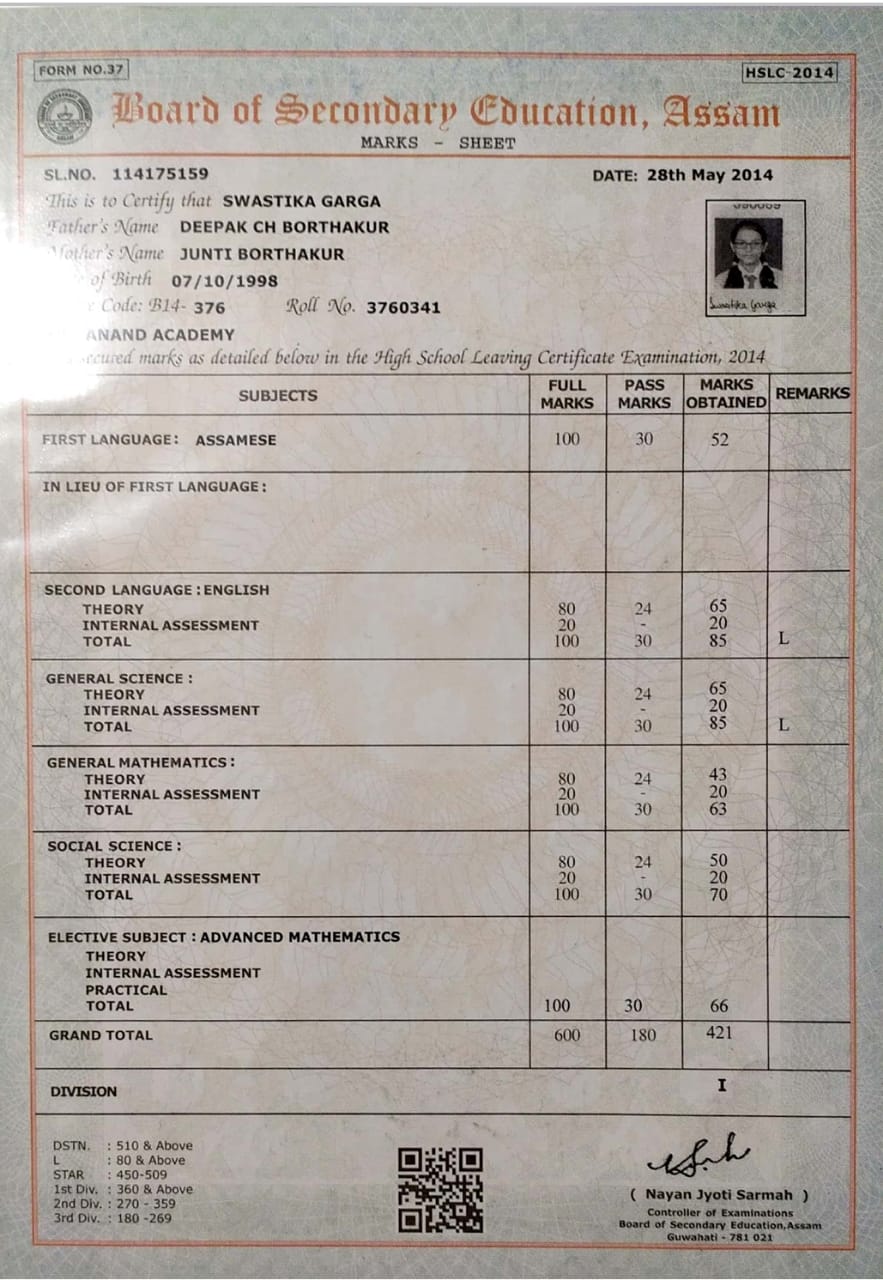 FORM NO.37
HSLC-2014
Board of Secondary Education, Assam
MARKS - SHEET
SL.NO. 114175159 DATE: 28th May 2014
This is to Certify that SWASTIKA GARGA
Father's Name DEEPAK CH BORTHAKUR
Mother's Name JUNTI BORTHAKUR
of Birth 07/10/1998
Code: B14- 376 Roll No. 3760341
Swastika Garga
ANAND ACADEMY
secured marks as detailed below in the High School Leaving Certificate Examination, 2014
SUBJECTS FULL MARKS PASS MARKS MARKS OBTAINED REMARKS
FIRST LANGUAGE: ASSAMESE 100 30 52
IN LIEU OF FIRST LANGUAGE:
SECOND LANGUAGE : ENGLISH
THEORY 80 24 65
INTERNAL ASSESSMENT 20 - 20
TOTAL 100 30 85 L
GENERAL SCIENCE :
THEORY 80 24 65
INTERNAL ASSESSMENT 20 - 20
TOTAL 100 30 85 L
GENERAL MATHEMATICS :
THEORY 80 24 43
INTERNAL ASSESSMENT 20 - 20
TOTAL 100 30 63
SOCIAL SCIENCE :
THEORY 80 24 50
INTERNAL ASSESSMENT 20 - 20
TOTAL 100 30 70
ELECTIVE SUBJECT : ADVANCED MATHEMATICS
THEORY
INTERNAL ASSESSMENT
PRACTICAL
TOTAL 100 30 66
GRAND TOTAL 600 180 421
DIVISION I
DSTN. : 510 & Above
L : 80 & Above
STAR : 450-509
1st Div. : 360 & Above
2nd Div. : 270 - 359
3rd Div. : 180 -269
( Nayan Jyoti Sarmah )
Controller of Examinations
Board of Secondary Education,Assam
Guwahati - 781 021